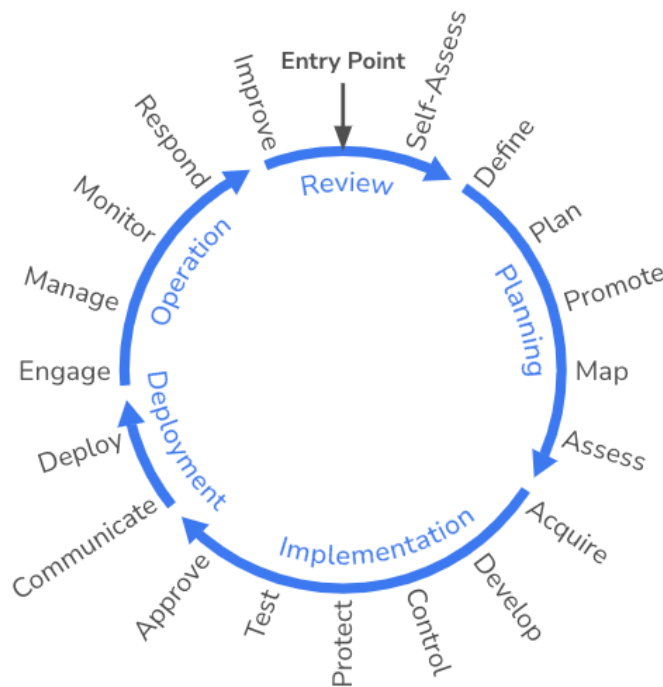 Entry Point
Review
Self-Assess
Define
Plan
Planning
Promote
Map
Assess
Acquire
Develop
Implementation
Control
Protect
Test
Approve
Communicate
Deployment
Deploy
Engage
Manage
Operation
Monitor
Respond
Improve